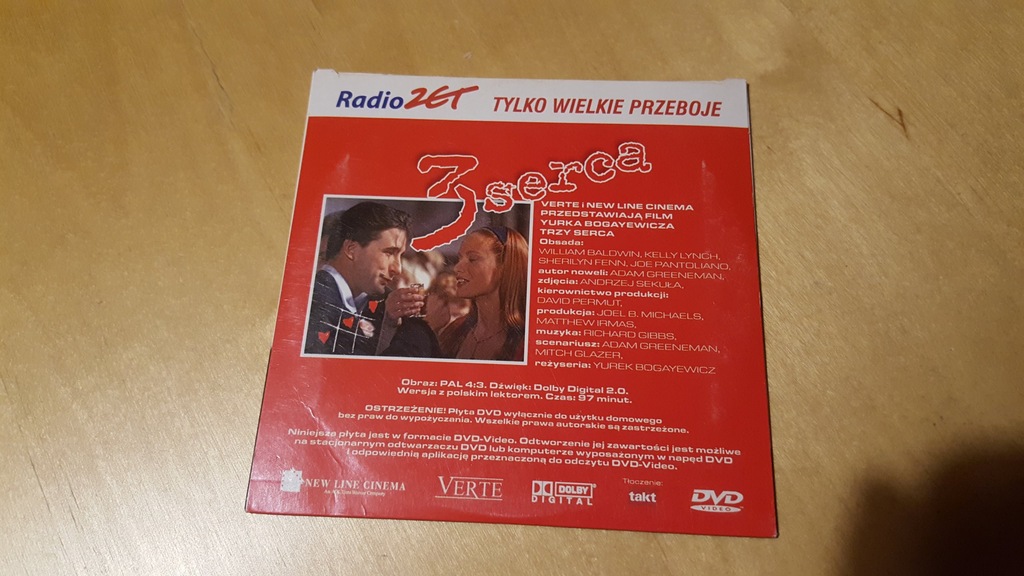 Radio ZET TYLKO WIELKIE PRZEBOJE
3 serca
VERTE i NEW LINE CINEMA
PRZEDSTAWIAJĄ FILM
YURKA BOGAYEWICZA
TRZY SERCA
Obsada:
WILLIAM BALDWIN, KELLY LYNCH,
SHERILYN FENN, JOE PANTOLIANO,
autor noweli: ADAM GREENEMAN,
zdjęcia: ANDRZEJ SEKUŁA,
kierownictwo produkcji:
DAVID PERMUT,
produkcja: JOEL B. MICHAELS,
MATTHEW IRMAS,
muzyka: RICHARD GIBBS,
scenariusz: ADAM GREENEMAN,
MITCH GLAZER,
reżyseria: YUREK BOGAYEWICZ
Obraz: PAL 4:3. Dźwięk: Dolby Digital 2.0.
Wersja z polskim lektorem. Czas: 97 minut.
OSTRZEŻENIE! Płyta DVD wyłącznie do użytku domowego
bez praw do wypożyczania. Wszelkie prawa autorskie są zastrzeżone.
Niniejsza płyta jest w formacie DVD-Video. Odtworzenie jej zawartości jest możliwe
na stacjonarnym odtwarzaczu DVD lub komputerze wyposażonym w napęd DVD
i odpowiednią aplikację przeznaczoną do odczytu DVD-Video.
NEW LINE CINEMA
VERTE
DOLBY
DIGITAL
Tłoczenie:
takt
DVD
VIDEO